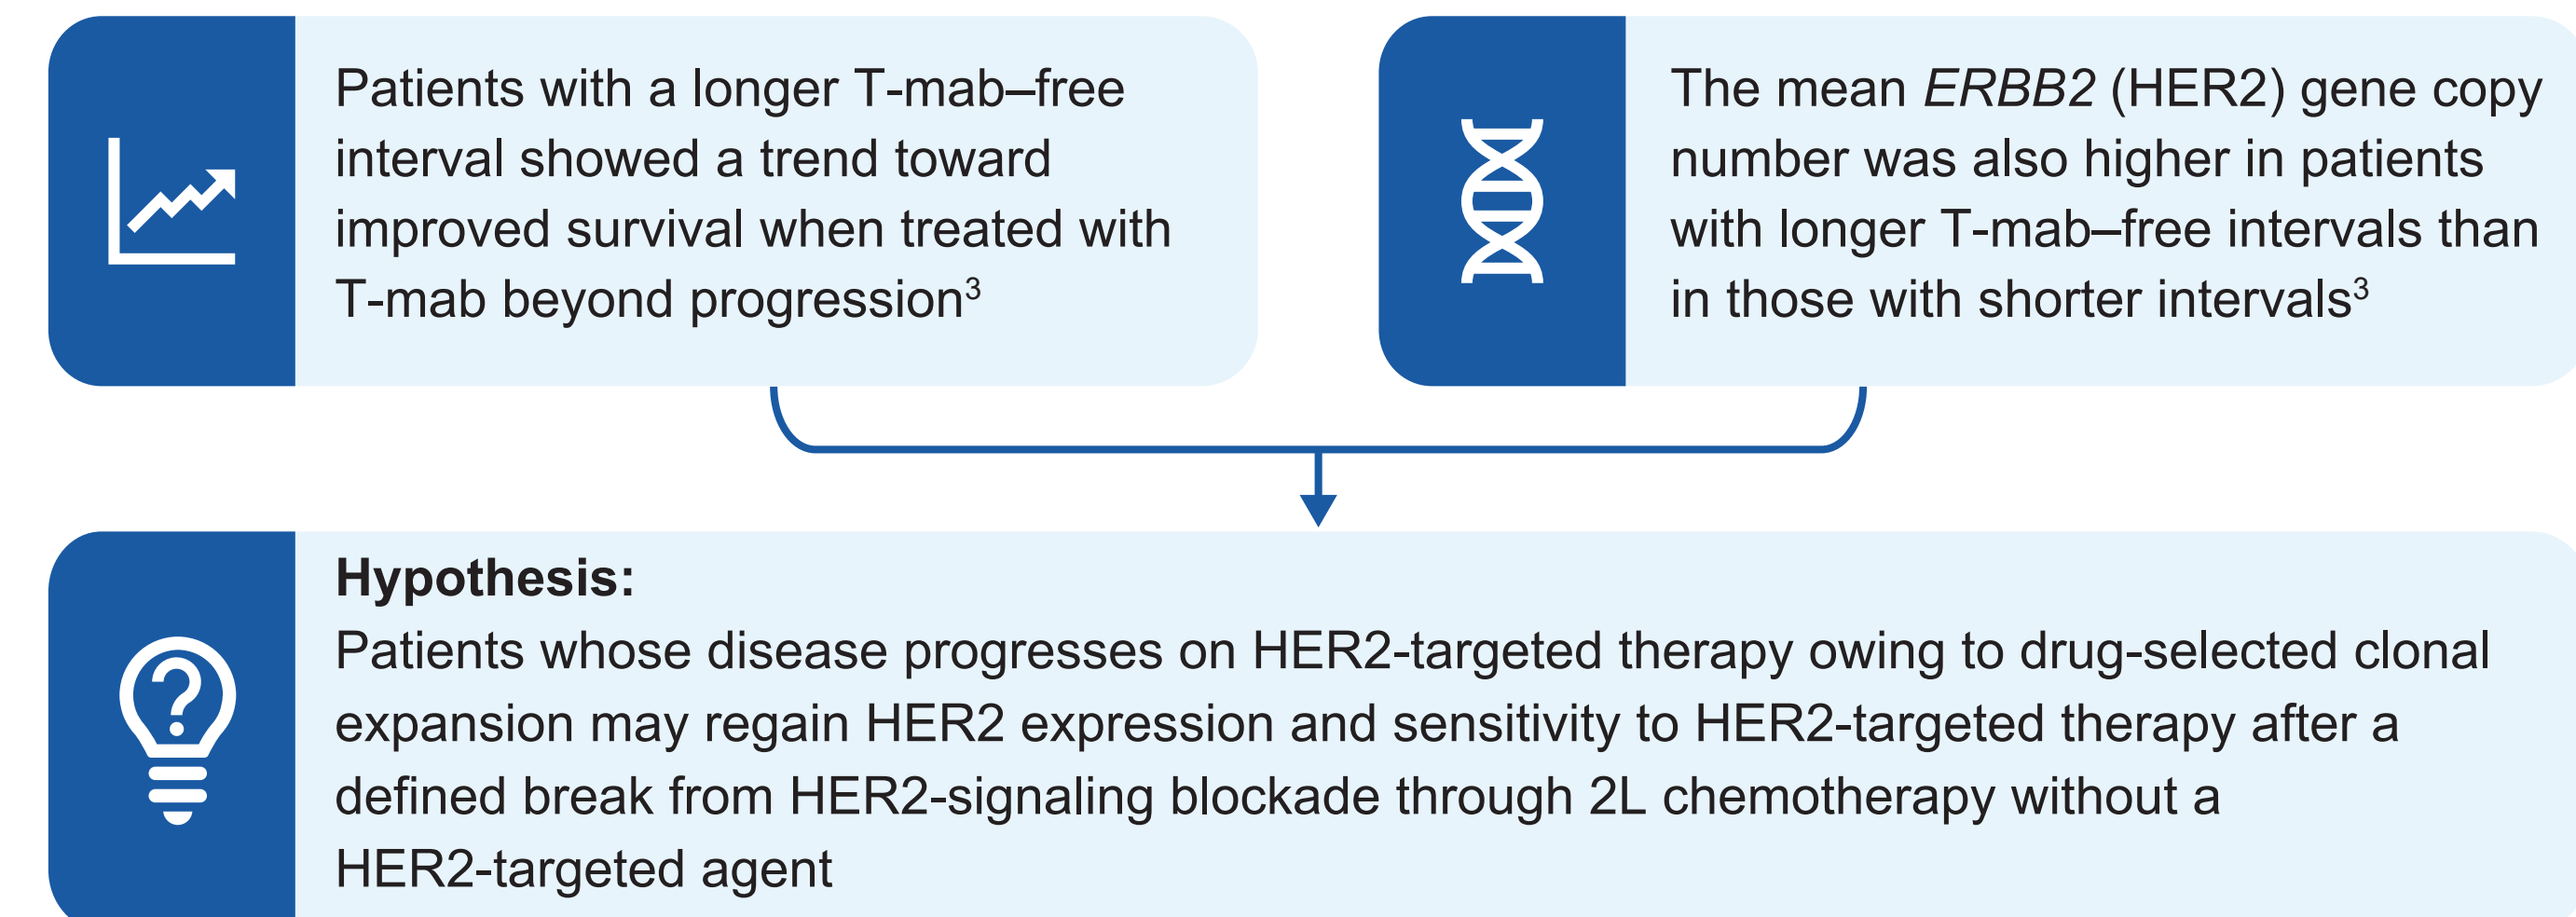 Patients with a longer T-mab–free
interval showed a trend toward
improved survival when treated with
T-mab beyond progression³
The mean ERBB2 (HER2) gene copy
number was also higher in patients
with longer T-mab–free intervals than
in those with shorter intervals³
Hypothesis:
Patients whose disease progresses on HER2-targeted therapy owing to drug-selected clonal
expansion may regain HER2 expression and sensitivity to HER2-targeted therapy after a
defined break from HER2-signaling blockade through 2L chemotherapy without a
HER2-targeted agent